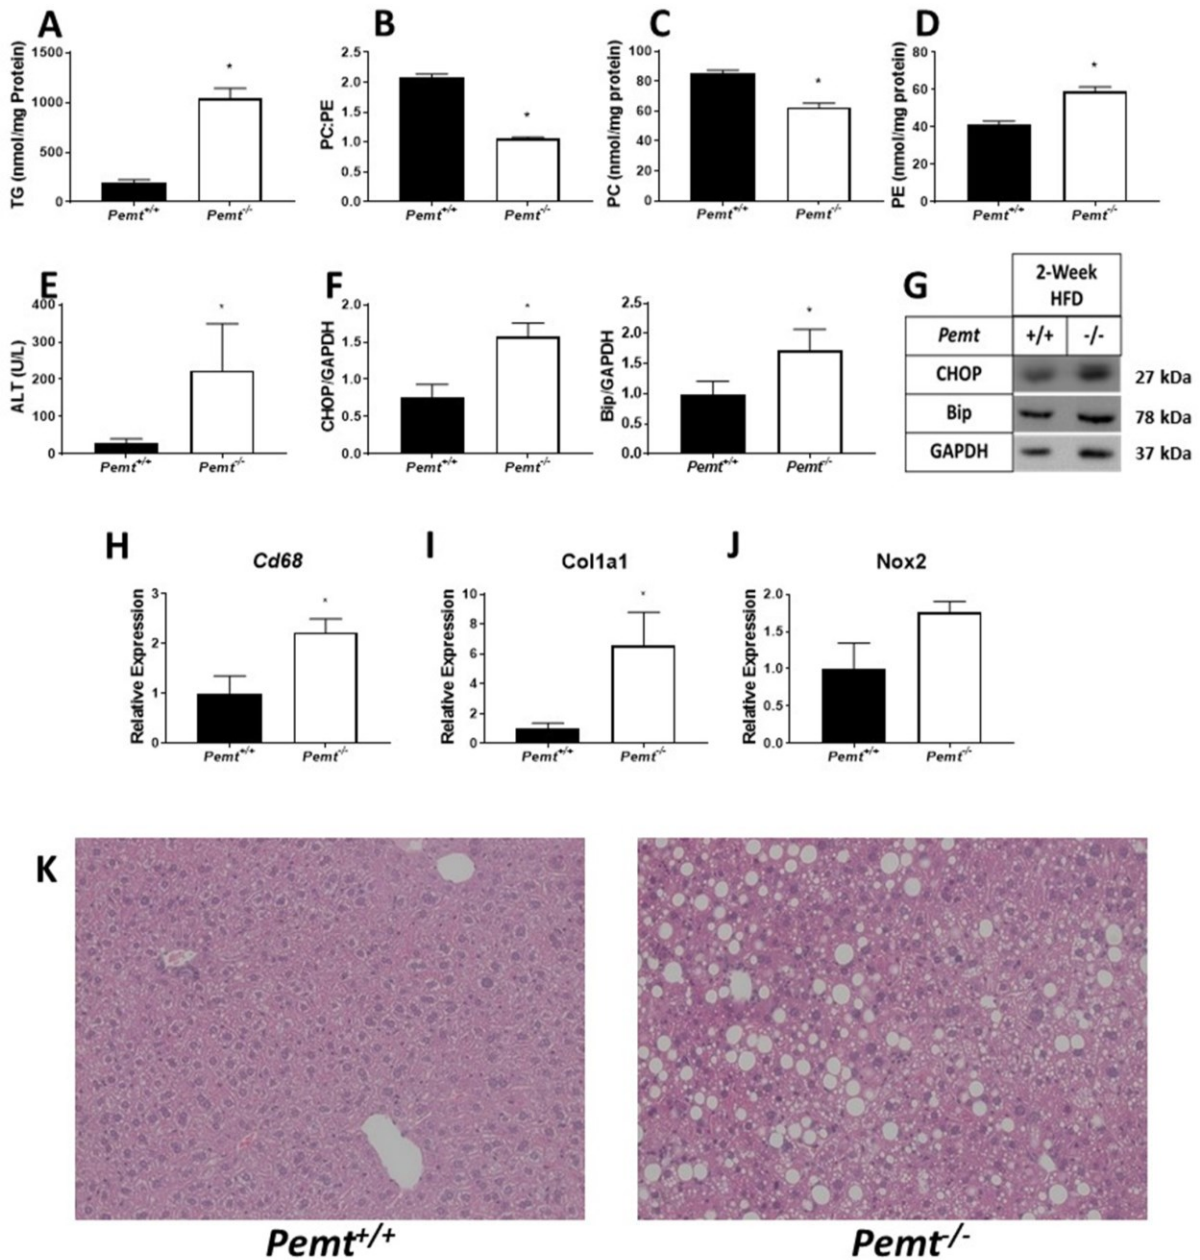 A
TG (nmol/mg Protein)
1500
1000
500
0
*
Pemt+/+
Pemt-/-
B
PC:PE
2.5
2.0
1.5
1.0
0.5
0.0
*
Pemt+/+
Pemt-/-
C
PC (nmol/mg protein)
100
80
60
40
20
0
*
Pemt+/+
Pemt-/-
D
PE (nmol/mg protein)
80
60
40
20
0
*
Pemt+/+
Pemt-/-
E
ALT (U/L)
400
300
200
100
0
*
Pemt+/+
Pemt-/-
F
CHOP/GAPDH
2.0
1.5
1.0
0.5
0.0
*
Pemt+/+
Pemt-/-
Bip/GAPDH
2.5
2.0
1.5
1.0
0.5
0.0
*
Pemt+/+
Pemt-/-
G
2-Week
HFD
Pemt +/+ -/-
CHOP 27 kDa
Bip 78 kDa
GAPDH 37 kDa
H
Cd68
Relative Expression
3
2
1
0
*
Pemt+/+
Pemt-/-
I
Col1a1
Relative Expression
10
8
6
4
2
0
*
Pemt+/+
Pemt-/-
J
Nox2
Relative Expression
2.0
1.5
1.0
0.5
0.0
Pemt+/+
Pemt-/-
K
Pemt+/+
Pemt-/-